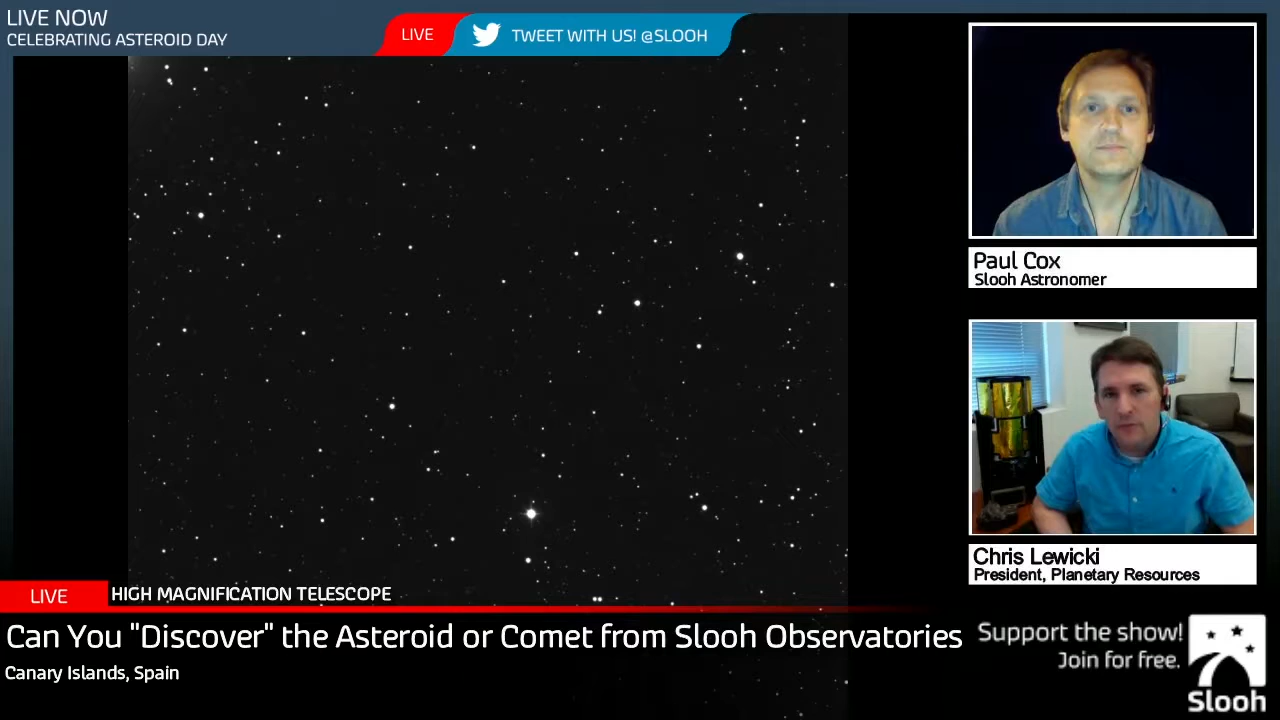 LIVE NOW
CELEBRATING ASTEROID DAY
LIVE
TWEET WITH US! @SLOOH
Paul Cox
Slooh Astronomer
Chris Lewicki
President, Planetary Resources
LIVE
HIGH MAGNIFICATION TELESCOPE
Can You "Discover" the Asteroid or Comet from Slooh Observatories
Canary Islands, Spain
Support the show!
Join for free.
Slooh